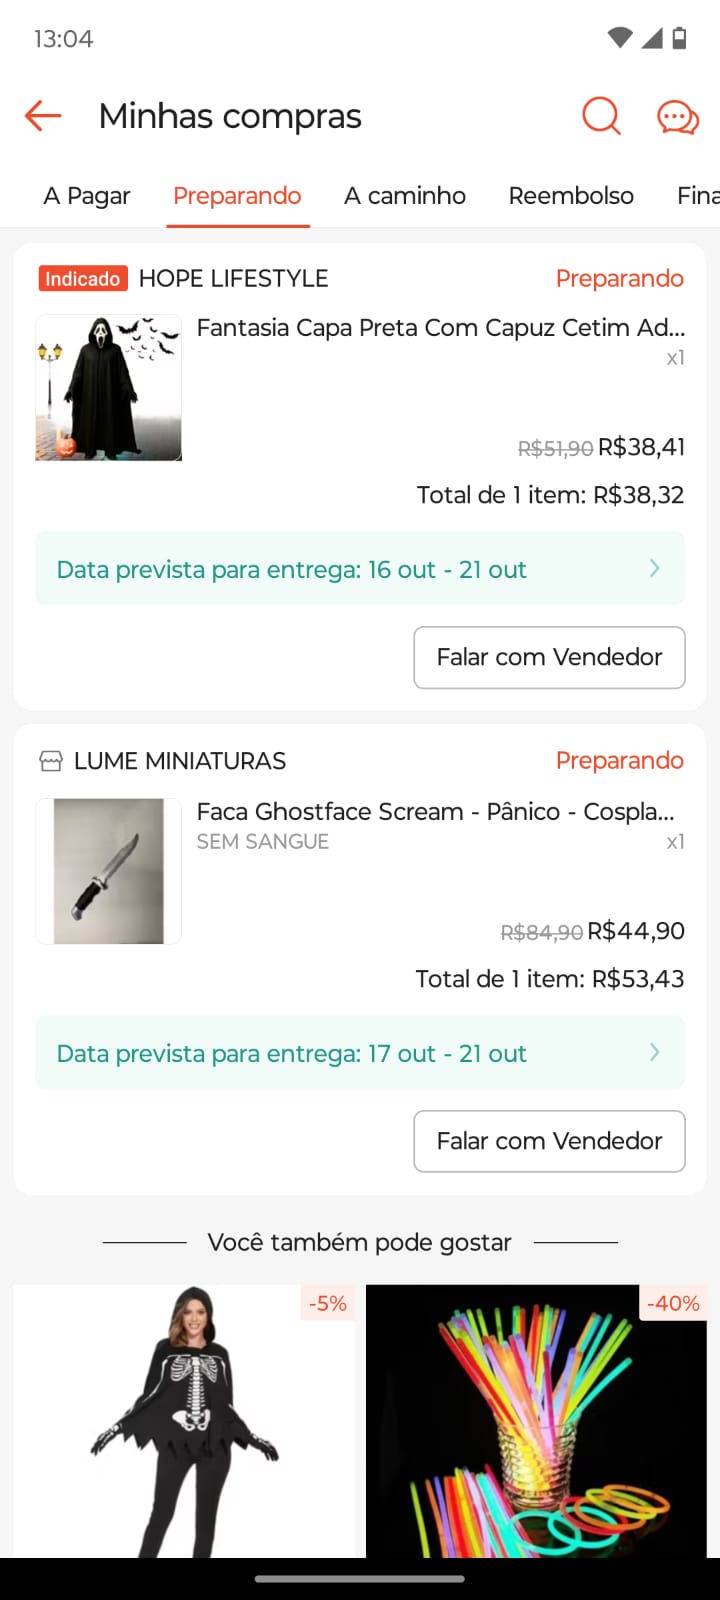 13:04
Minhas compras
A Pagar Preparando A caminho Reembolso Fina
Indicado HOPE LIFESTYLE Preparando
Fantasia Capa Preta Com Capuz Cetim Ad...
x1
R$51,90 R$38,41
Total de 1 item: R$38,32
Data prevista para entrega: 16 out - 21 out
Falar com Vendedor
LUME MINIATURAS Preparando
Faca Ghostface Scream - Pânico - Cospla...
SEM SANGUE x1
R$84,90 R$44,90
Total de 1 item: R$53,43
Data prevista para entrega: 17 out - 21 out
Falar com Vendedor
Você também pode gostar
-5% -40%